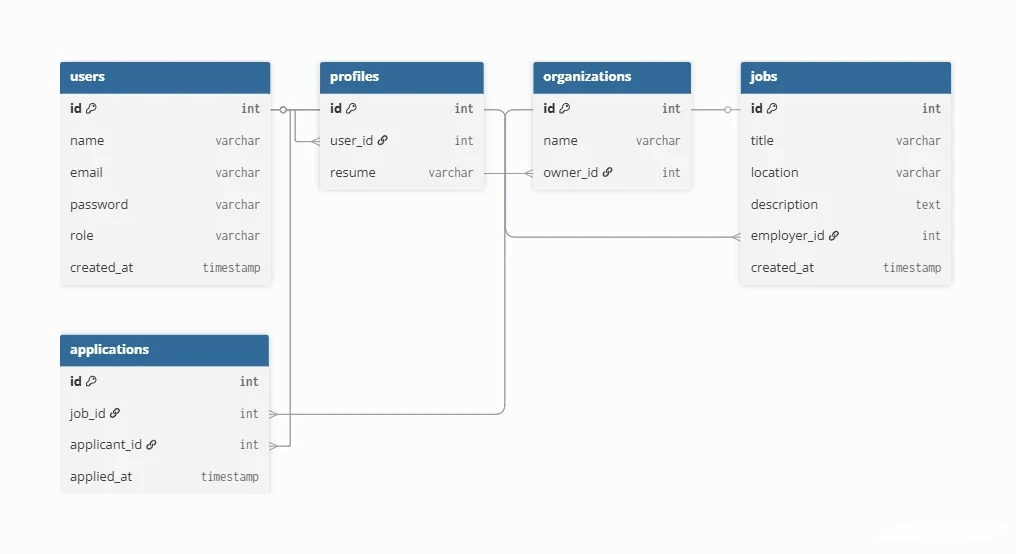 users
id int
name varchar
email varchar
password varchar
role varchar
created_at timestamp
profiles
id int
user_id int
resume varchar
organizations
id int
name varchar
owner_id int
jobs
id int
title varchar
location varchar
description text
employer_id int
created_at timestamp
applications
id int
job_id int
applicant_id int
applied_at timestamp